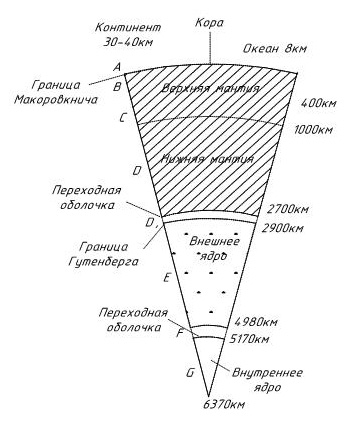 Континент
30-40км
Кора
Океан 8км
A
Граница
Макоровкнича
B
Верхняя мантия
400км
C
1000км
Нижняя мантия
D
Переходная
оболочка
2700км
D,
2900км
Внешнее
ядро
Граница
Гутенберга
E
4980км
Переходная
оболочка
F
5170км
G
Внутреннее
ядро
6370км